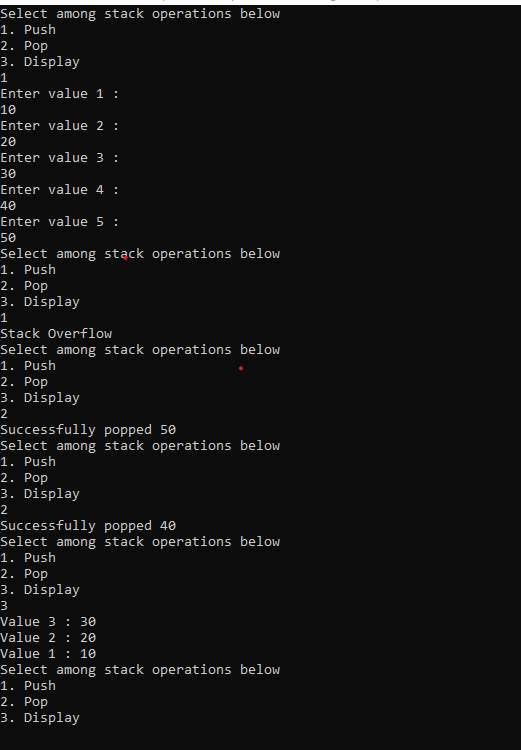 Select among stack operations below
1. Push
2. Pop
3. Display
1
Enter value 1 :
10
Enter value 2 :
20
Enter value 3 :
30
Enter value 4 :
40
Enter value 5 :
50
Select among stack operations below
1. Push
2. Pop
3. Display
1
Stack Overflow
Select among stack operations below
1. Push
2. Pop
3. Display
2
Successfully popped 50
Select among stack operations below
1. Push
2. Pop
3. Display
2
Successfully popped 40
Select among stack operations below
1. Push
2. Pop
3. Display
3
Value 3 : 30
Value 2 : 20
Value 1 : 10
Select among stack operations below
1. Push
2. Pop
3. Display